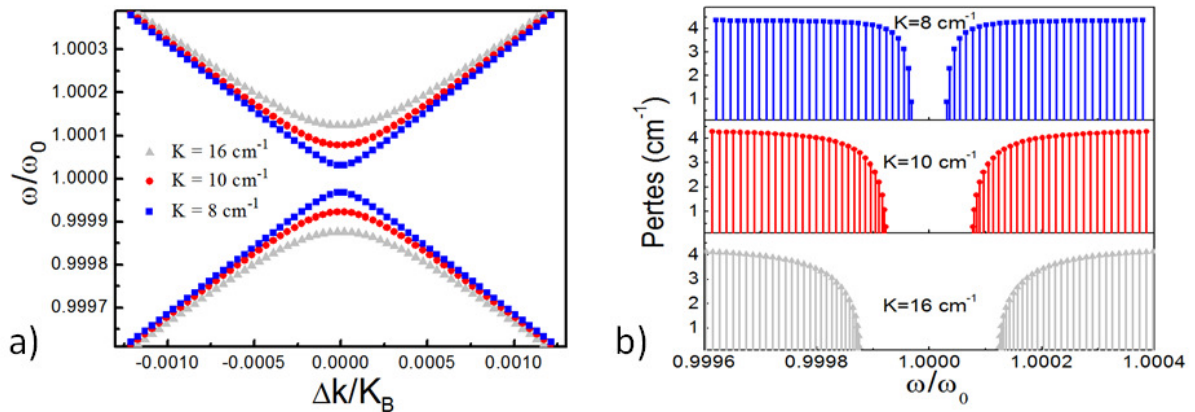 1.0003
1.0002
1.0001
1.0000
0.9999
0.9998
0.9997
ω/ω0
K = 16 cm-1
K = 10 cm-1
K = 8 cm-1
-0.0010
-0.0005
0.0000
0.0005
0.0010
Δk/KB
a)
Pertes (cm-1)
4
3
2
1
K=8 cm-1
4
3
2
1
K=10 cm-1
4
3
2
1
K=16 cm-1
0.9996
0.9998
1.0000
1.0002
1.0004
ω/ω0
b)